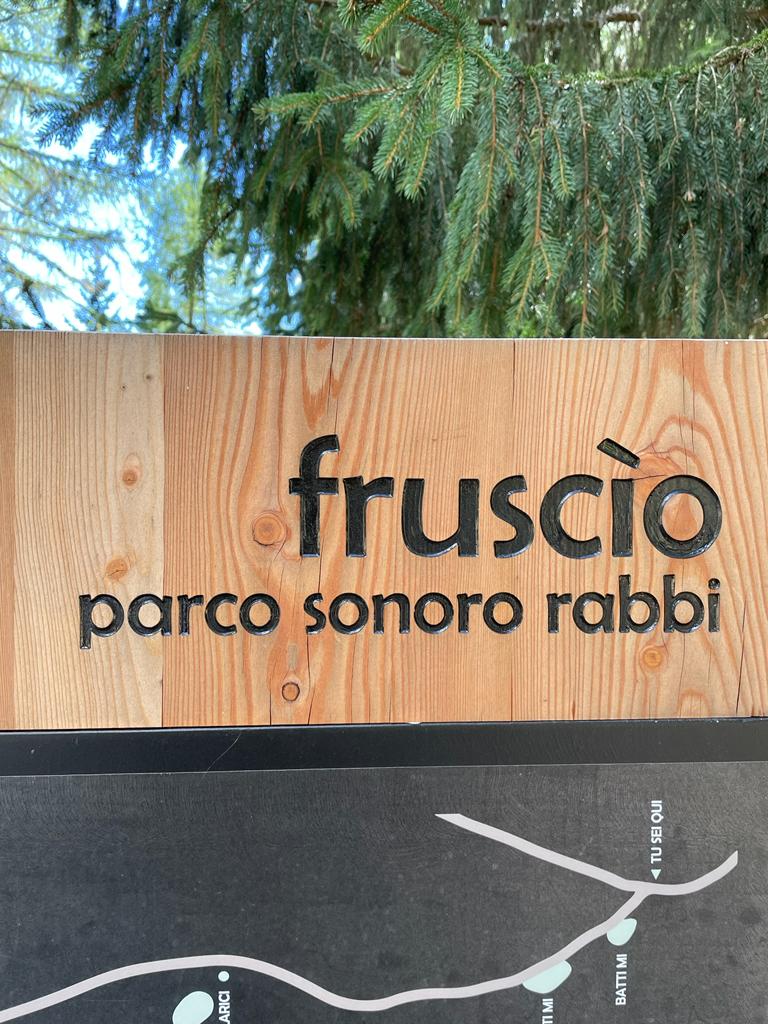 fruscìo
parco sonoro rabbi
TU SEI QUI
BATTI MI